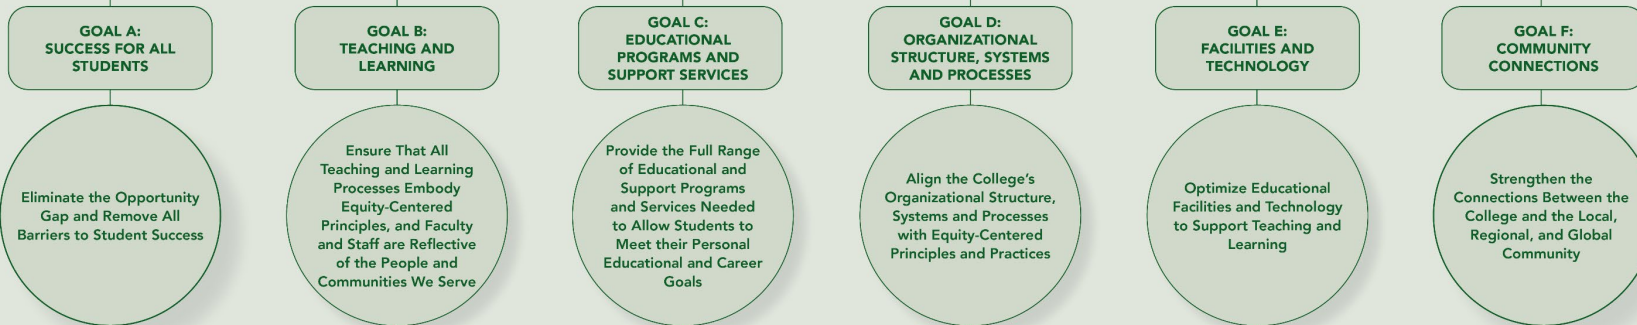 GOAL A:
SUCCESS FOR ALL
STUDENTS
Eliminate the Opportunity
Gap and Remove All
Barriers to Student Success
GOAL B:
TEACHING AND
LEARNING
Ensure That All
Teaching and Learning
Processes Embody
Equity-Centered
Principles, and Faculty
and Staff are Reflective
of the People and
Communities We Serve
GOAL C:
EDUCATIONAL
PROGRAMS AND
SUPPORT SERVICES
Provide the Full Range
of Educational and
Support Programs
and Services Needed
to Allow Students to
Meet their Personal
Educational and Career
Goals
GOAL D:
ORGANIZATIONAL
STRUCTURE, SYSTEMS
AND PROCESSES
Align the College's
Organizational Structure,
Systems and Processes
with Equity-Centered
Principles and Practices
GOAL E:
FACILITIES AND
TECHNOLOGY
Optimize Educational
Facilities and Technology
to Support Teaching and
Learning
GOAL F:
COMMUNITY
CONNECTIONS
Strengthen the
Connections Between the
College and the Local,
Regional, and Global
Community